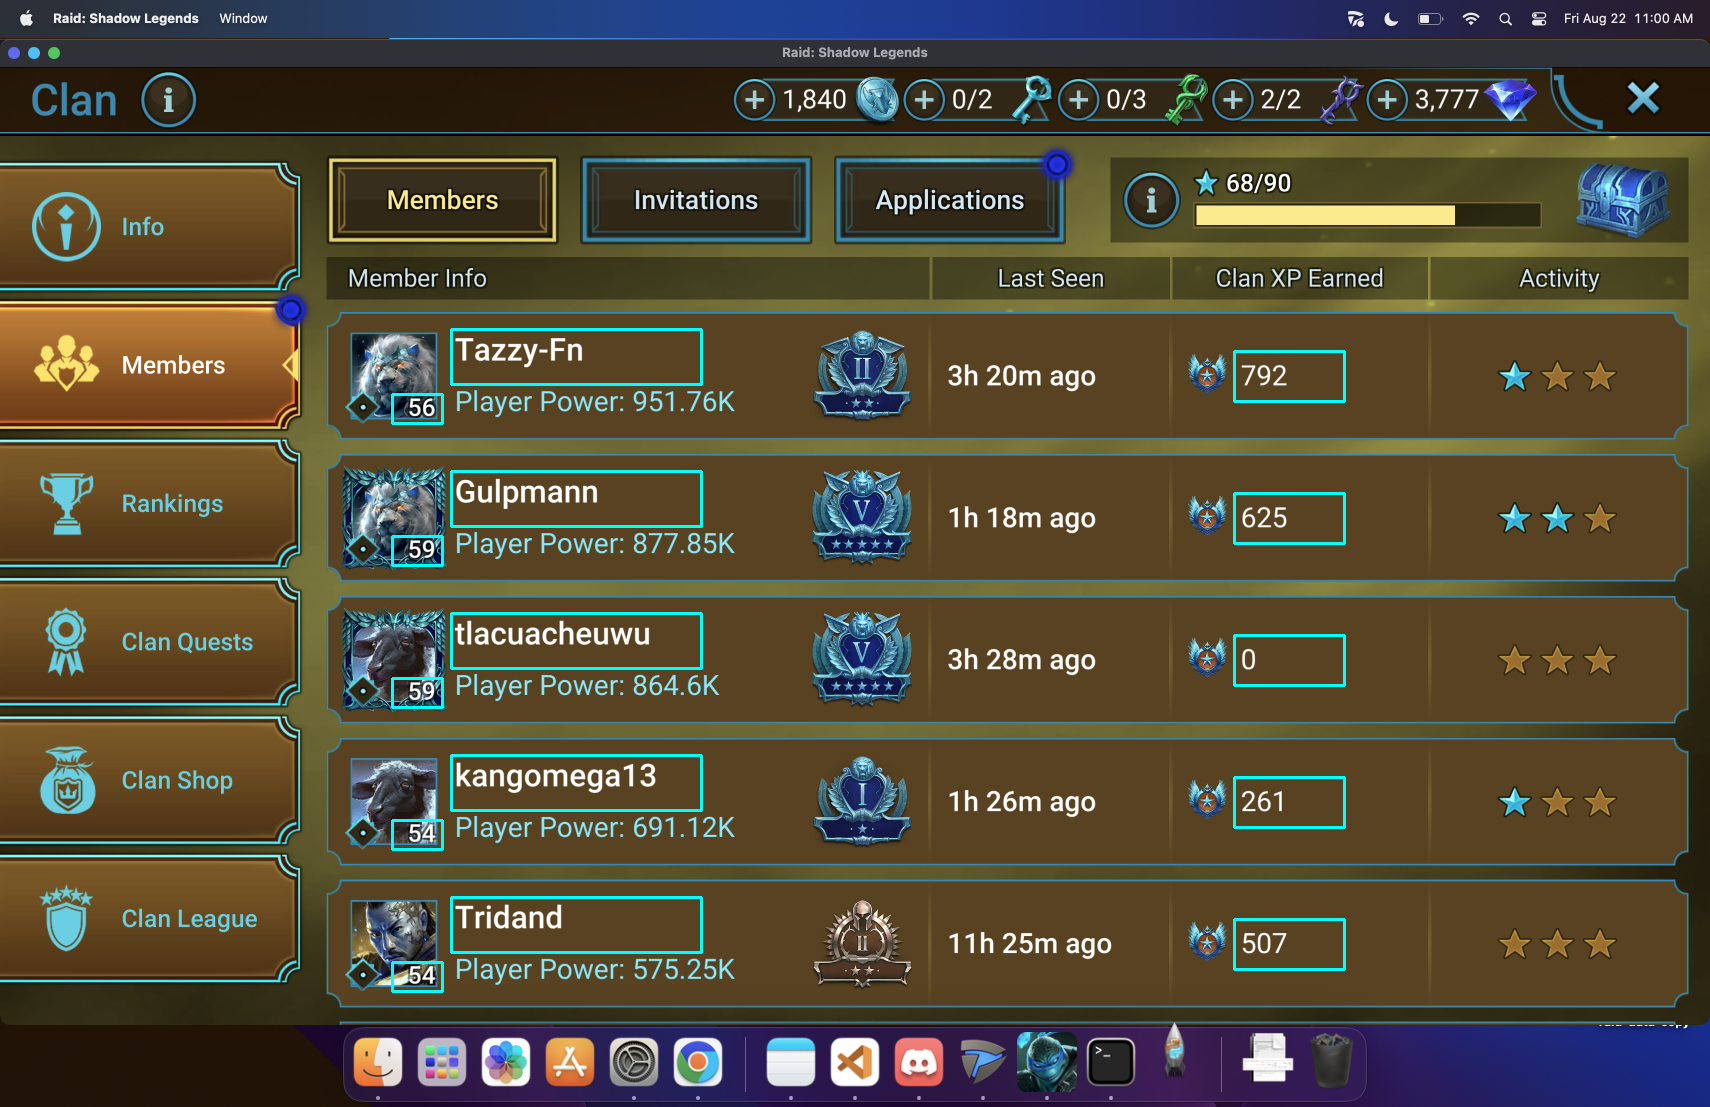 Raid: Shadow Legends Window Fri Aug 22 11:00 AM
Raid: Shadow Legends
Clan i 1,840 0/2 0/3 2/2 3,777
Info
Members
Rankings
Clan Quests
Clan Shop
Clan League
Members Invitations Applications
i 68/90
Member Info Last Seen Clan XP Earned Activity
Tazzy-Fn
56 Player Power: 951.76K
II
3h 20m ago
792
Gulpmann
59 Player Power: 877.85K
V
1h 18m ago
625
tlacuacheuwu
59 Player Power: 864.6K
V
3h 28m ago
0
kangomega13
54 Player Power: 691.12K
I
1h 26m ago
261
Tridand
54 Player Power: 575.25K
II
11h 25m ago
507